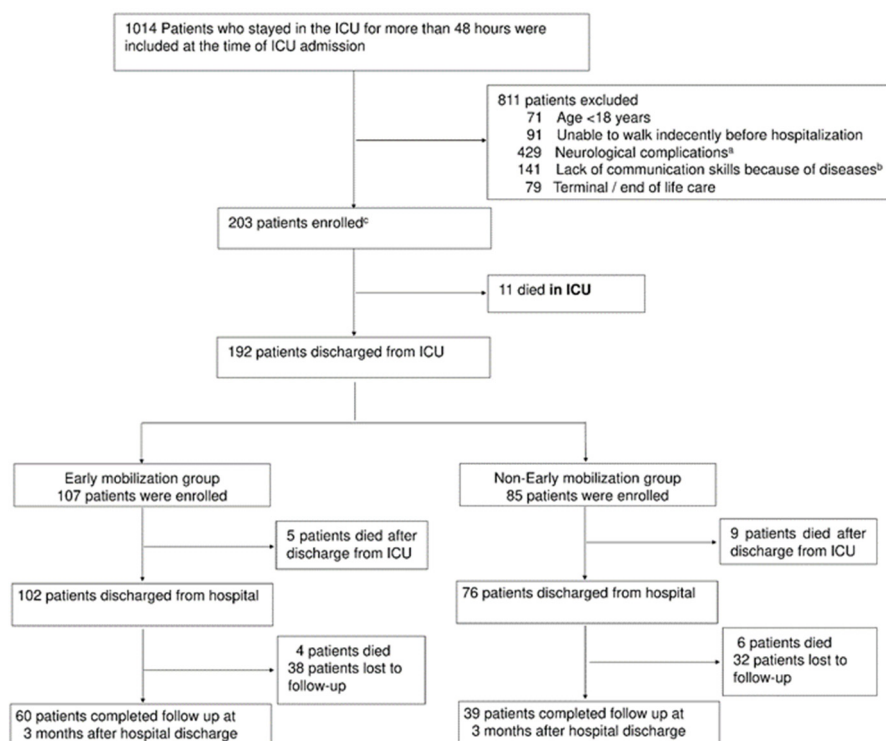 1014 Patients who stayed in the ICU for more than 48 hours were
included at the time of ICU admission
811 patients excluded
71 Age <18 years
91 Unable to walk indecently before hospitalization
429 Neurological complicationsᵃ
141 Lack of communication skills because of diseasesᵇ
79 Terminal / end of life care
203 patients enrolledᶜ
11 died in ICU
192 patients discharged from ICU
Early mobilization group
107 patients were enrolled
Non-Early mobilization group
85 patients were enrolled
5 patients died after
discharge from ICU
9 patients died after
discharge from ICU
102 patients discharged from hospital
76 patients discharged from hospital
4 patients died
38 patients lost to
follow-up
6 patients died
32 patients lost to
follow-up
60 patients completed follow up at
3 months after hospital discharge
39 patients completed follow up at
3 months after hospital discharge